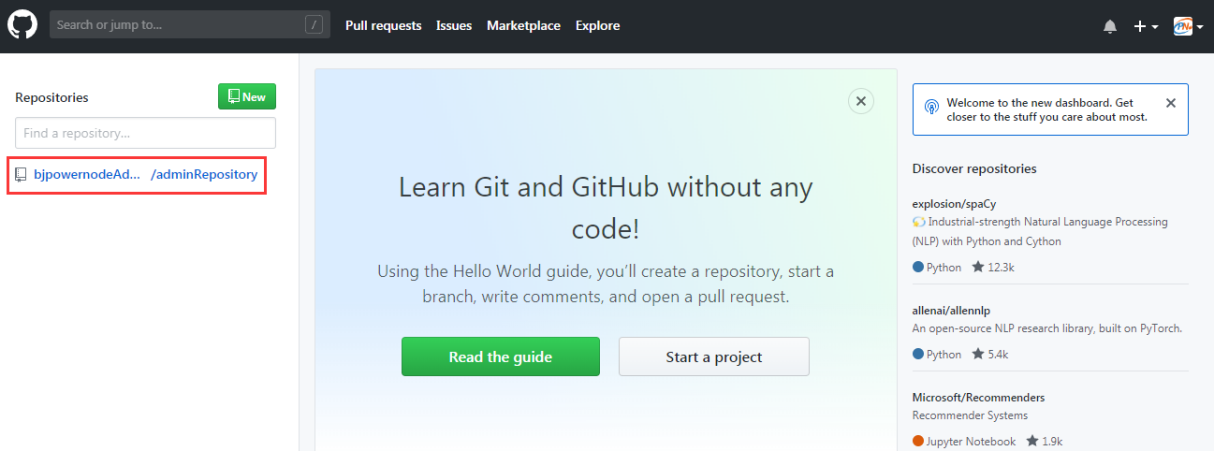 Search or jump to... /
Pull requests Issues Marketplace Explore
Repositories
New
Find a repository...
bjpowernodeAd... /adminRepository
Learn Git and GitHub without any
code!
Using the Hello World guide, you’ll create a repository, start a
branch, write comments, and open a pull request.
Read the guide
Start a project
Welcome to the new dashboard. Get
closer to the stuff you care about most.
Discover repositories
explosion/spaCy
Industrial-strength Natural Language Processing
(NLP) with Python and Cython
Python 12.3k
allenai/allennlp
An open-source NLP research library, built on PyTorch.
Python 5.4k
Microsoft/Recommenders
Recommender Systems
Jupyter Notebook 1.9k